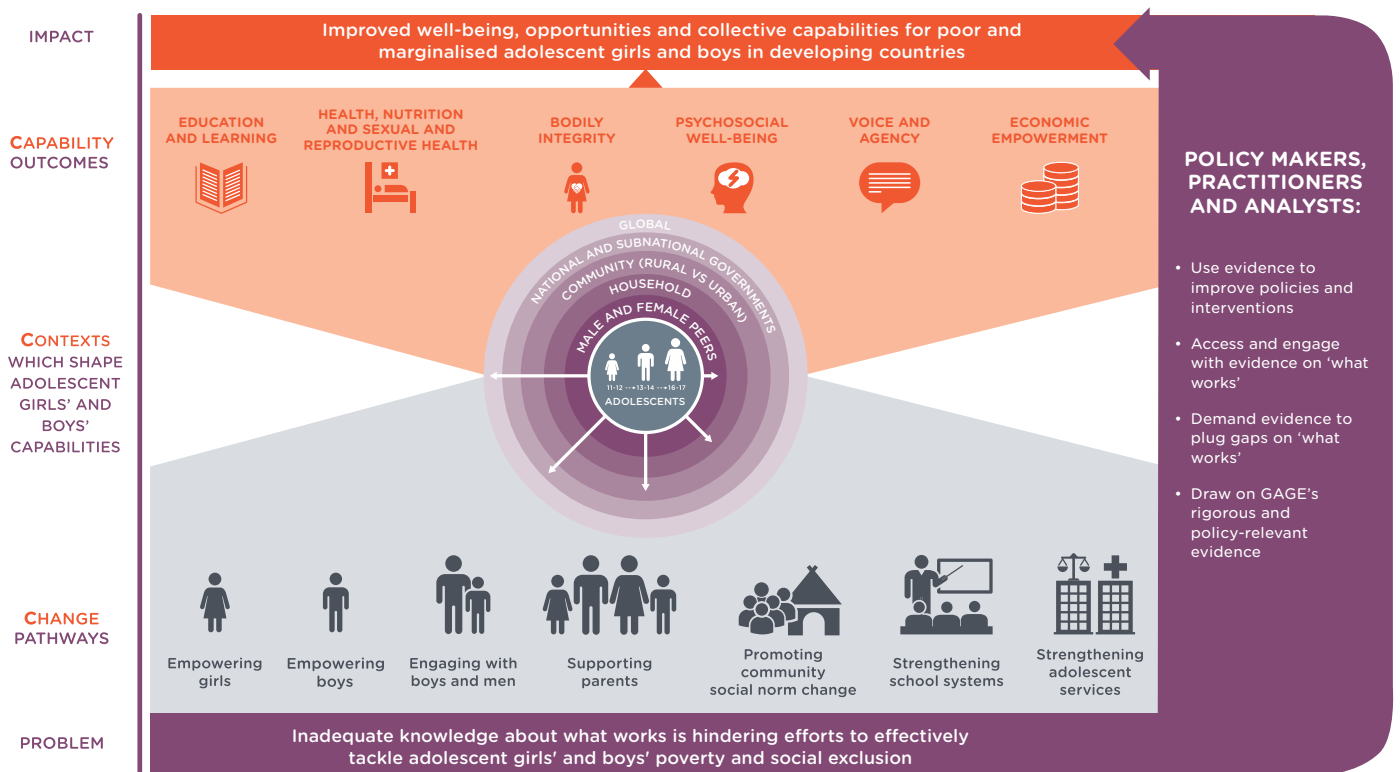 IMPACT
Improved well-being, opportunities and collective capabilities for poor and
marginalised adolescent girls and boys in developing countries
CAPABILITY
OUTCOMES
EDUCATION
AND LEARNING
HEALTH, NUTRITION
AND SEXUAL AND
REPRODUCTIVE HEALTH
BODILY
INTEGRITY
PSYCHOSOCIAL
WELL-BEING
VOICE AND
AGENCY
ECONOMIC
EMPOWERMENT
CONTEXTS
WHICH SHAPE
ADOLESCENT
GIRLS' AND
BOYS'
CAPABILITIES
GLOBAL
NATIONAL AND SUBNATIONAL GOVERNMENTS
COMMUNITY (RURAL VS URBAN)
HOUSEHOLD
MALE AND FEMALE PEERS
11-12 --→13-14 --→16-17
ADOLESCENTS
CHANGE
PATHWAYS
Empowering
girls
Empowering
boys
Engaging with
boys and men
Supporting
parents
Promoting
community
social norm change
Strengthening
school systems
Strengthening
adolescent
services
PROBLEM
Inadequate knowledge about what works is hindering efforts to effectively
tackle adolescent girls' and boys' poverty and social exclusion
POLICY MAKERS,
PRACTITIONERS
AND ANALYSTS:
• Use evidence to
improve policies and
interventions
• Access and engage
with evidence on 'what
works'
• Demand evidence to
plug gaps on 'what
works'
• Draw on GAGE's
rigorous and
policy-relevant
evidence